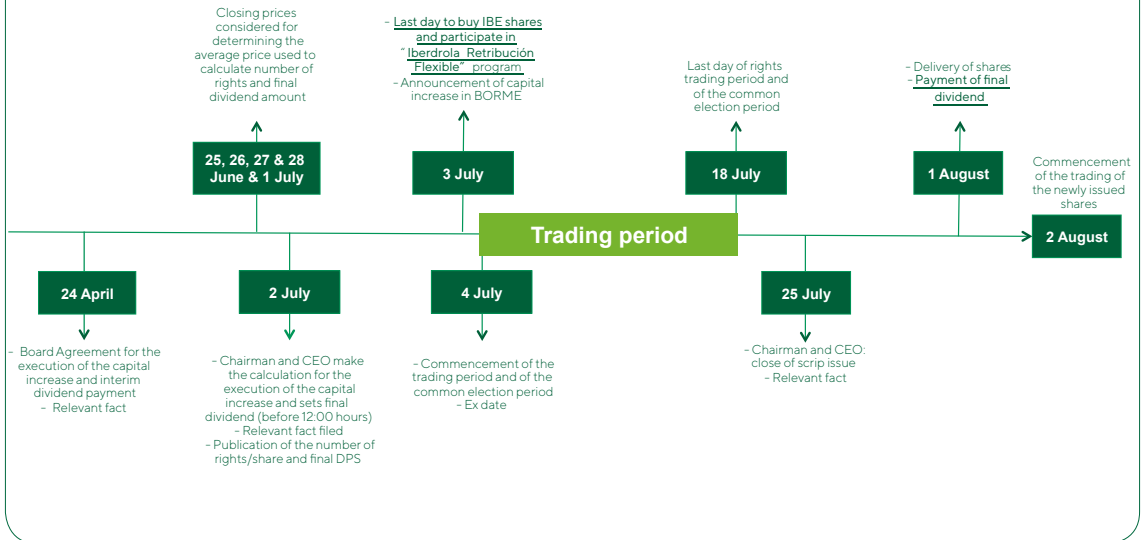 Closing prices
considered for
determining the
average price used to
calculate number of
rights and final
dividend amount
25, 26, 27 & 28
June & 1 July
- Last day to buy IBE shares
and participate in
“Iberdrola Retribución
Flexible” program
- Announcement of capital
increase in BORME
3 July
Last day of rights
trading period and
of the common
election period
18 July
- Delivery of shares
- Payment of final
dividend
1 August
Commencement
of the trading of
the newly issued
shares
2 August
Trading period
24 April
- Board Agreement for the
execution of the capital
increase and interim
dividend payment
- Relevant fact
2 July
- Chairman and CEO make
the calculation for the
execution of the capital
increase and sets final
dividend (before 12:00 hours)
- Relevant fact filed
- Publication of the number of
rights/share and final DPS
4 July
- Commencement of the
trading period and of the
common election period
- Ex date
25 July
- Chairman and CEO:
close of scrip issue
- Relevant fact